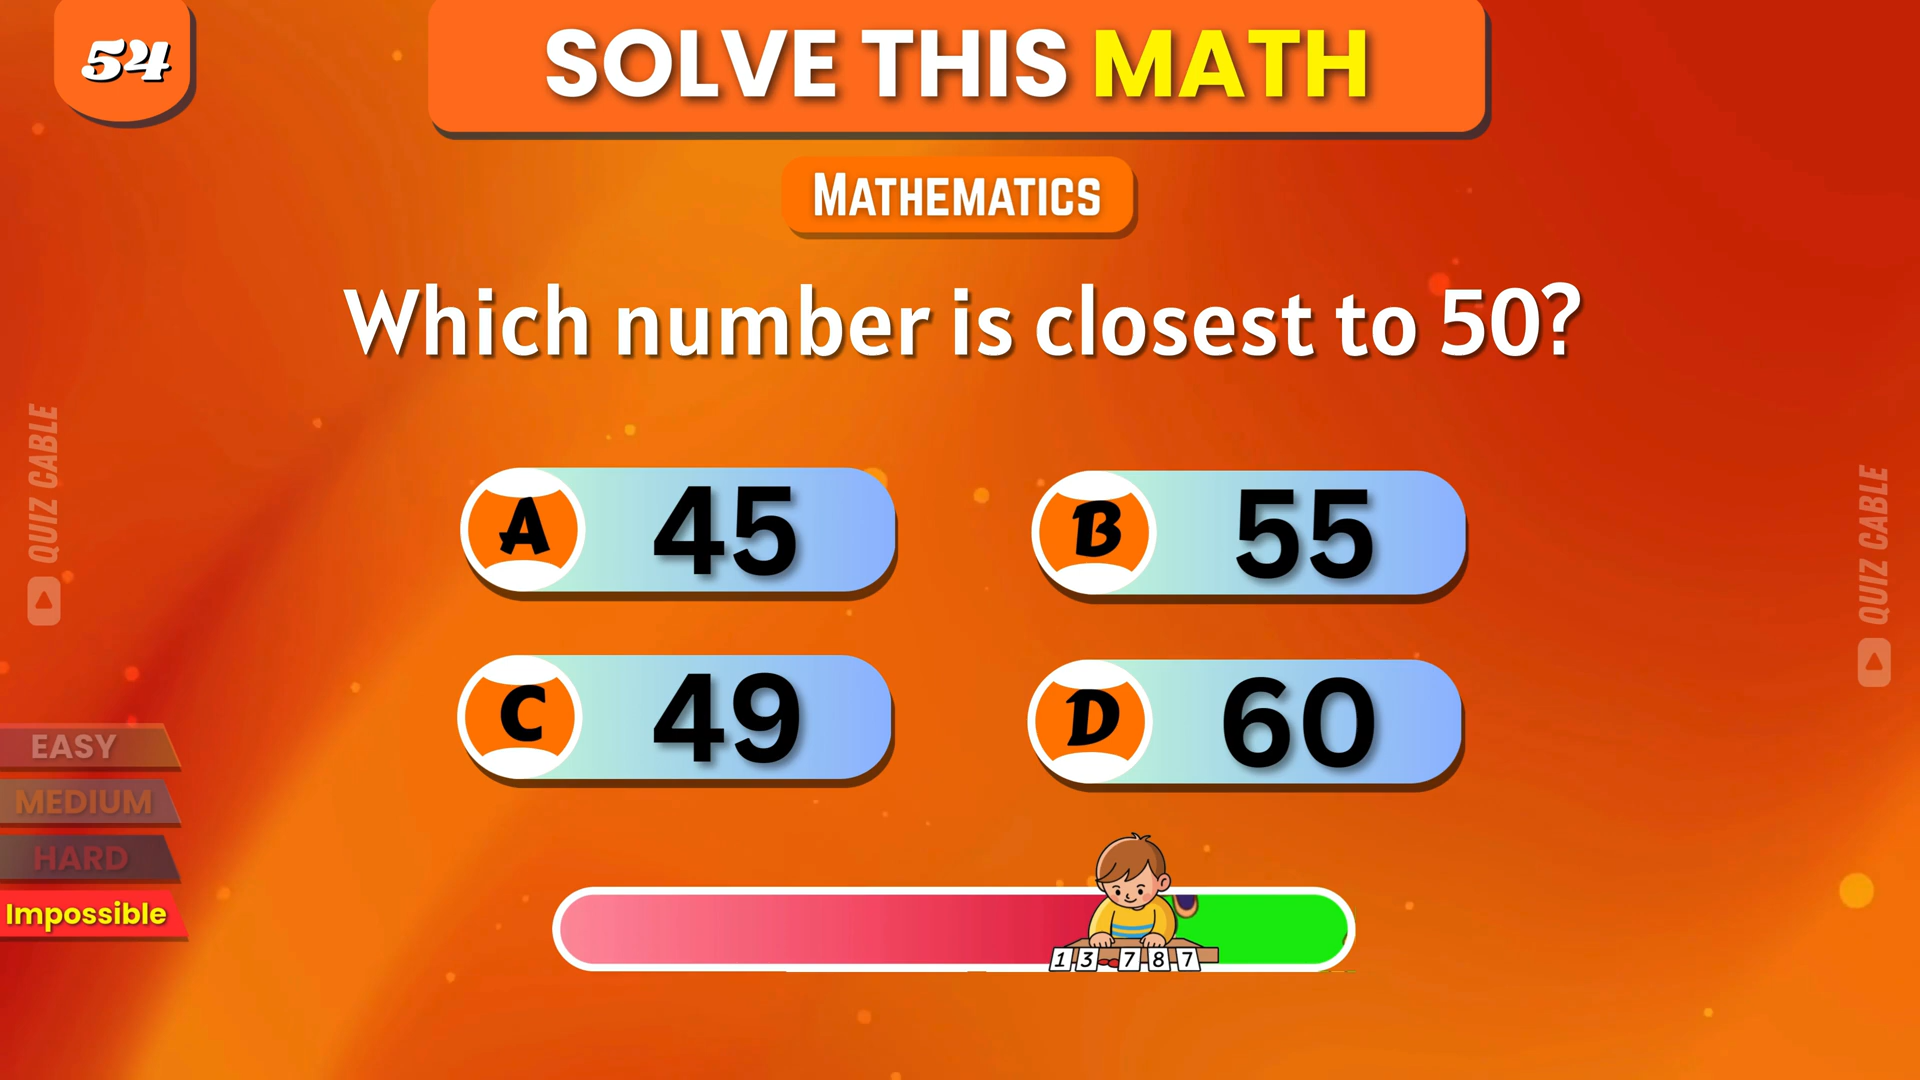 54
SOLVE THIS MATH
MATHEMATICS
Which number is closest to 50?
A 45
B 55
C 49
D 60
QUIZ CABLE
QUIZ CABLE
EASY
MEDIUM
HARD
Impossible
1 3 7 8 7